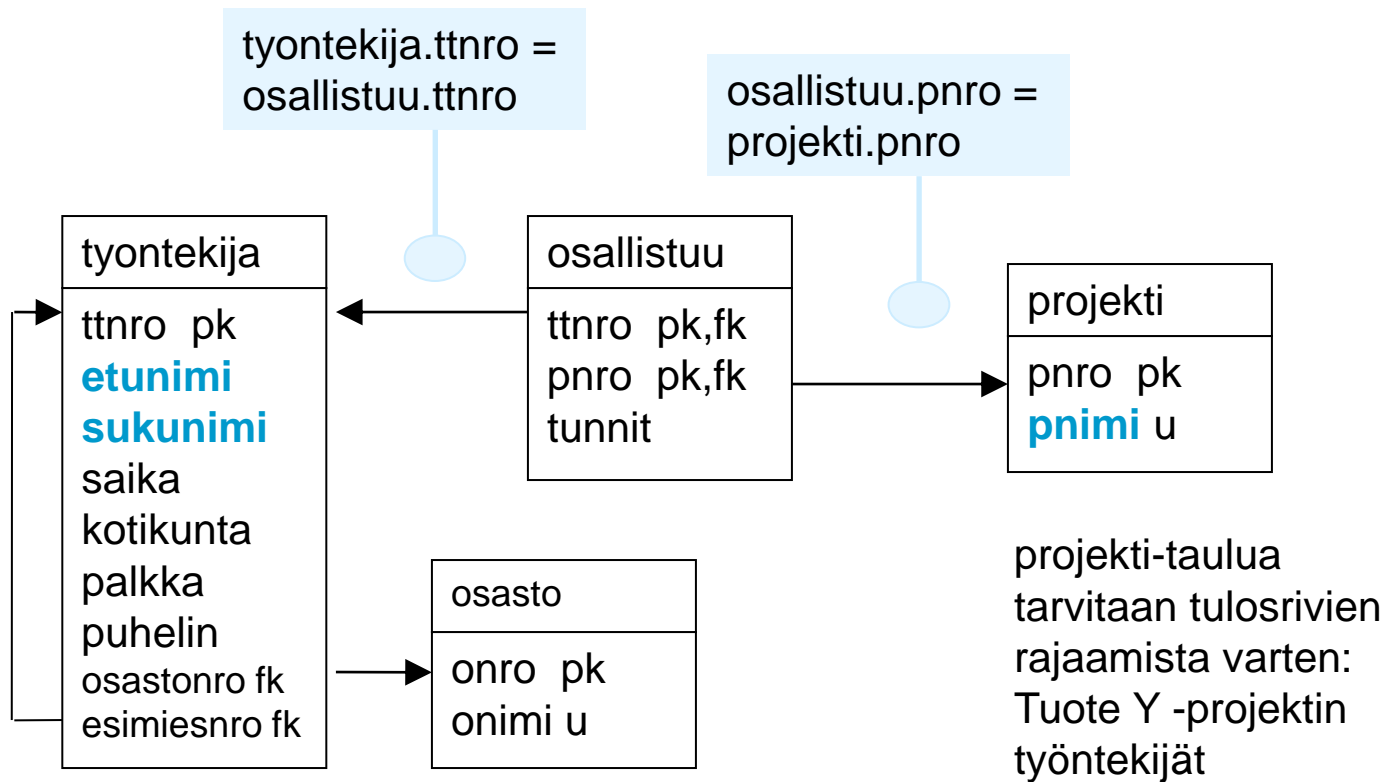 tyontekija.ttnro =
osallistuu.ttnro
osallistuu.pnro =
projekti.pnro
tyontekija
ttnro pk
etunimi
sukunimi
saika
kotikunta
palkka
puhelin
osastonro fk
esimiesnro fk
osallistuu
ttnro pk,fk
pnro pk,fk
tunnit
projekti
pnro pk
pnimi u
osasto
onro pk
onimi u
projekti-taulua
tarvitaan tulosrivien
rajaamista varten:
Tuote Y -projektin
työntekijät